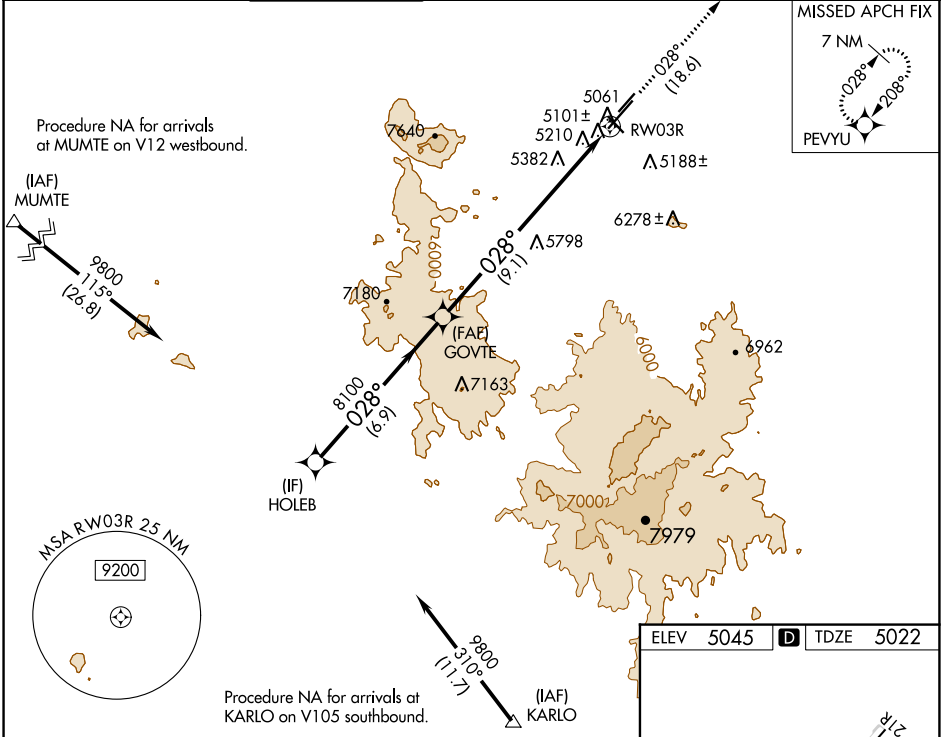 MISSED APCH FIX
7 NM
028°
208°
PEVYU
028°
(18.6)
Procedure NA for arrivals
at MUMTE on V12 westbound.
(IAF)
MUMTE
9800
115°
(26.8)
7640
5061
5101±
5210
5382
RW03R
5188±
6278±
5798
6000
028°
(9.1)
7180
(FAF)
GOVTE
7163
8100
028°
(6.9)
(IF)
HOLEB
6000
6962
7000
7979
MSA RW03R 25 NM
9200
9800
310°
(11.7)
(IAF)
KARLO
Procedure NA for arrivals at
KARLO on V105 southbound.
ELEV 5045 D TDZE 5022
21R